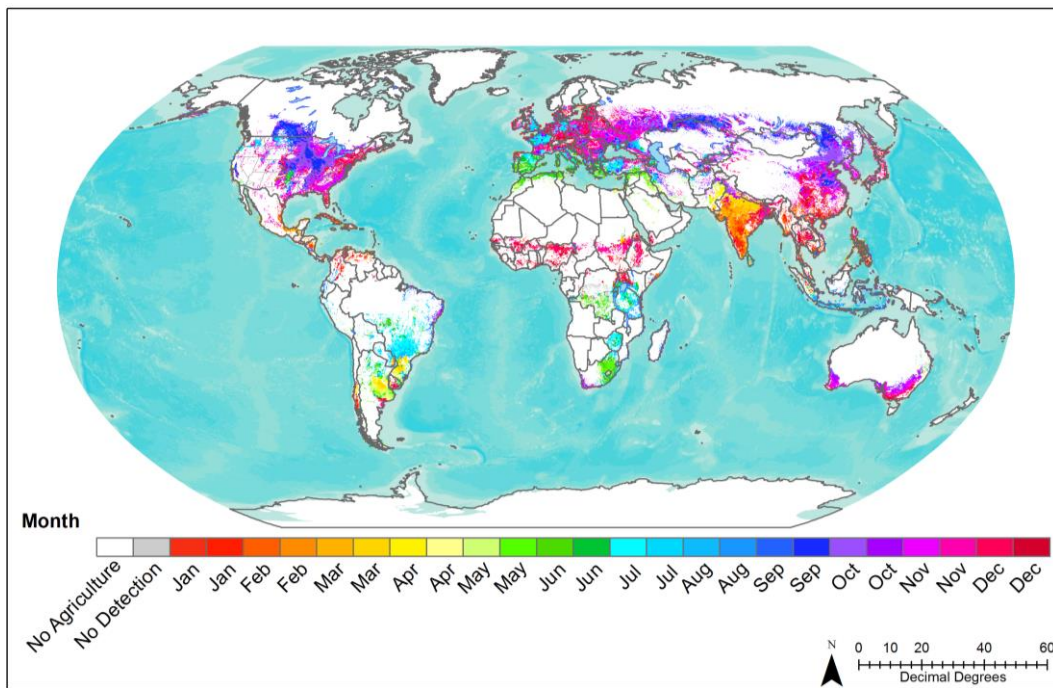 Month
No Agriculture
No Detection
Jan
Jan
Feb
Feb
Mar
Mar
Apr
Apr
May
May
Jun
Jun
Jul
Jul
Aug
Aug
Sep
Sep
Oct
Oct
Nov
Nov
Dec
Dec
N
0 10 20 40 60
Decimal Degrees